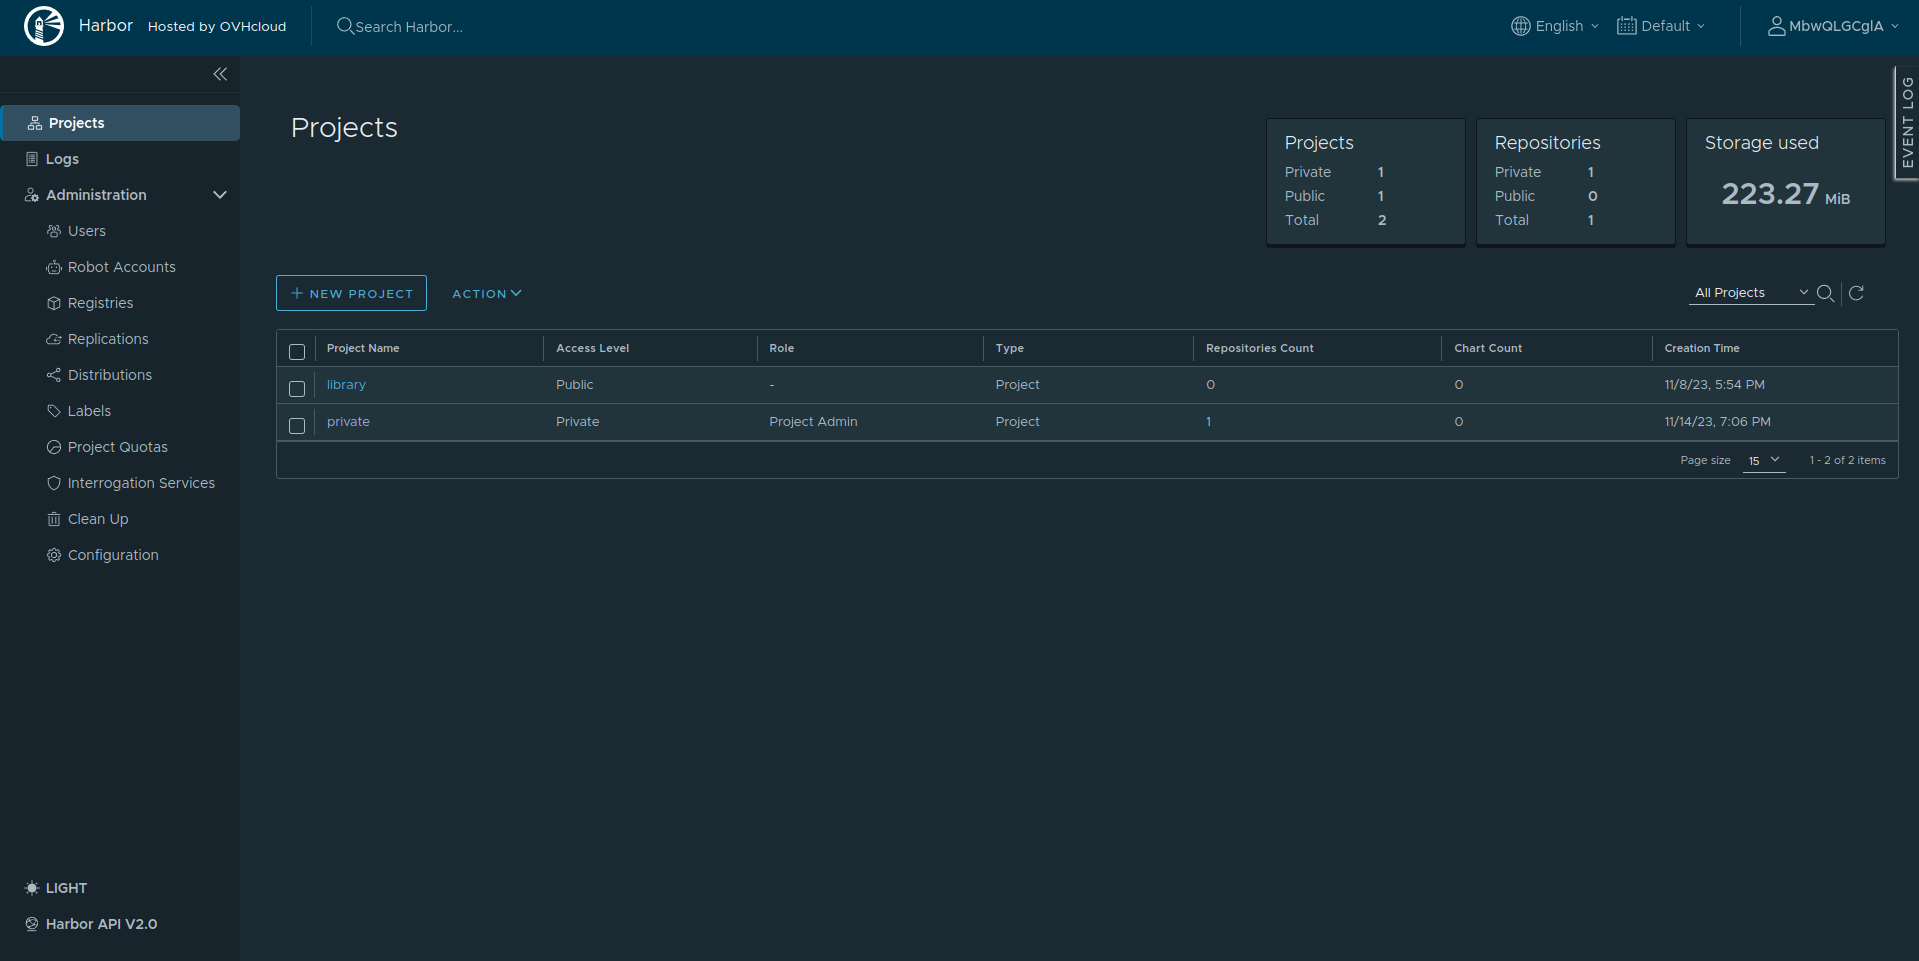 Harbor Hosted by OVHcloud Search Harbor... English Default MbwQLGCglA
EVENT LOG
Projects
Logs
Administration
Users
Robot Accounts
Registries
Replications
Distributions
Labels
Project Quotas
Interrogation Services
Clean Up
Configuration
LIGHT
Harbor API V2.0
Projects
Projects
Private 1
Public 1
Total 2
Repositories
Private 1
Public 0
Total 1
Storage used
223.27 MiB
+ NEW PROJECT ACTION All Projects
Project Name Access Level Role Type Repositories Count Chart Count Creation Time
library Public - Project 0 0 11/8/23, 5:54 PM
private Private Project Admin Project 1 0 11/14/23, 7:06 PM
Page size 15 1 - 2 of 2 items